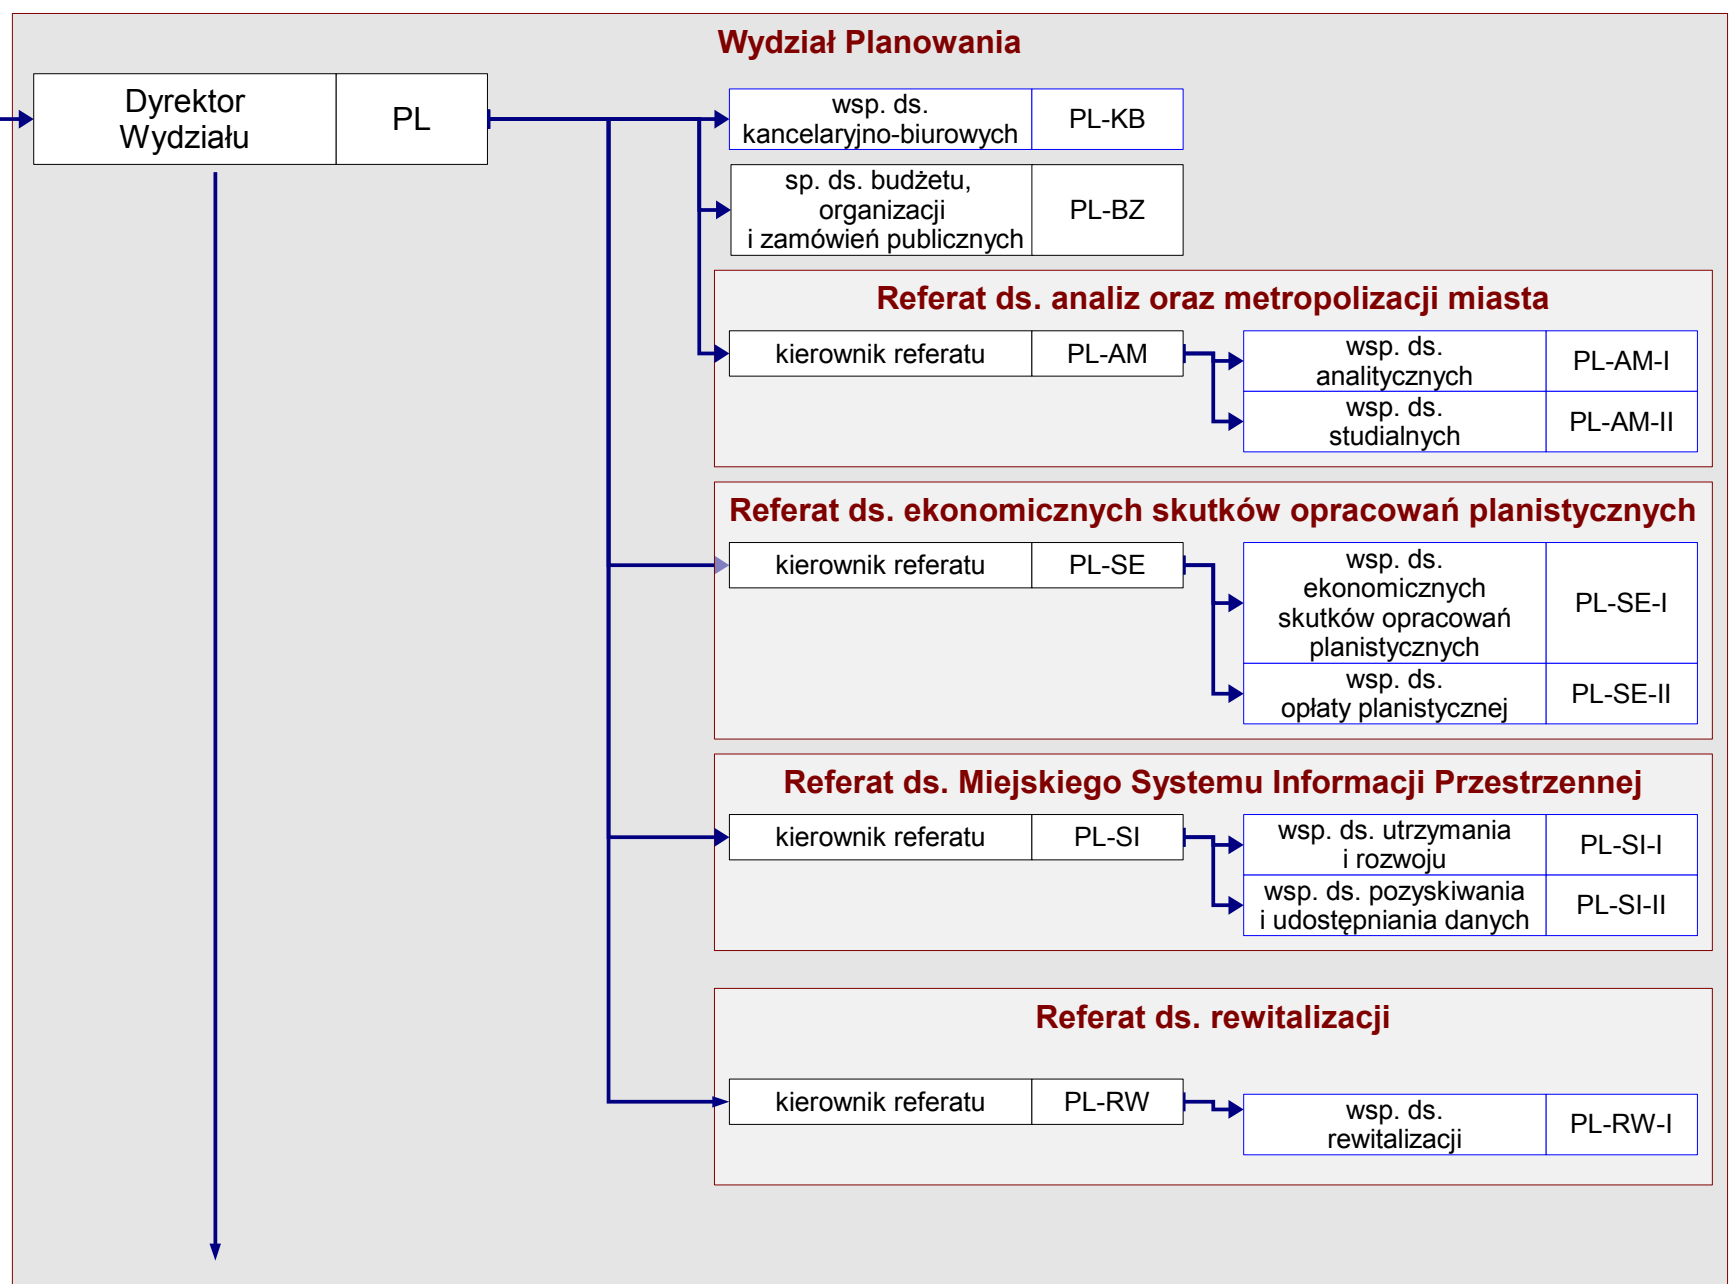 Wydział Planowania
Dyrektor
Wydziału
PL
wsp. ds.
kancelaryjno-biurowych
PL-KB
sp. ds. budżetu,
organizacji
i zamówień publicznych
PL-BZ
Referat ds. analiz oraz metropolizacji miasta
kierownik referatu
PL-AM
wsp. ds.
analitycznych
PL-AM-I
wsp. ds.
studialnych
PL-AM-II
Referat ds. ekonomicznych skutków opracowań planistycznych
kierownik referatu
PL-SE
wsp. ds.
ekonomicznych
skutków opracowań
planistycznych
PL-SE-I
wsp. ds.
opłaty planistycznej
PL-SE-II
Referat ds. Miejskiego Systemu Informacji Przestrzennej
kierownik referatu
PL-SI
wsp. ds. utrzymania
i rozwoju
PL-SI-I
wsp. ds. pozyskiwania
i udostępniania danych
PL-SI-II
Referat ds. rewitalizacji
kierownik referatu
PL-RW
wsp. ds.
rewitalizacji
PL-RW-I